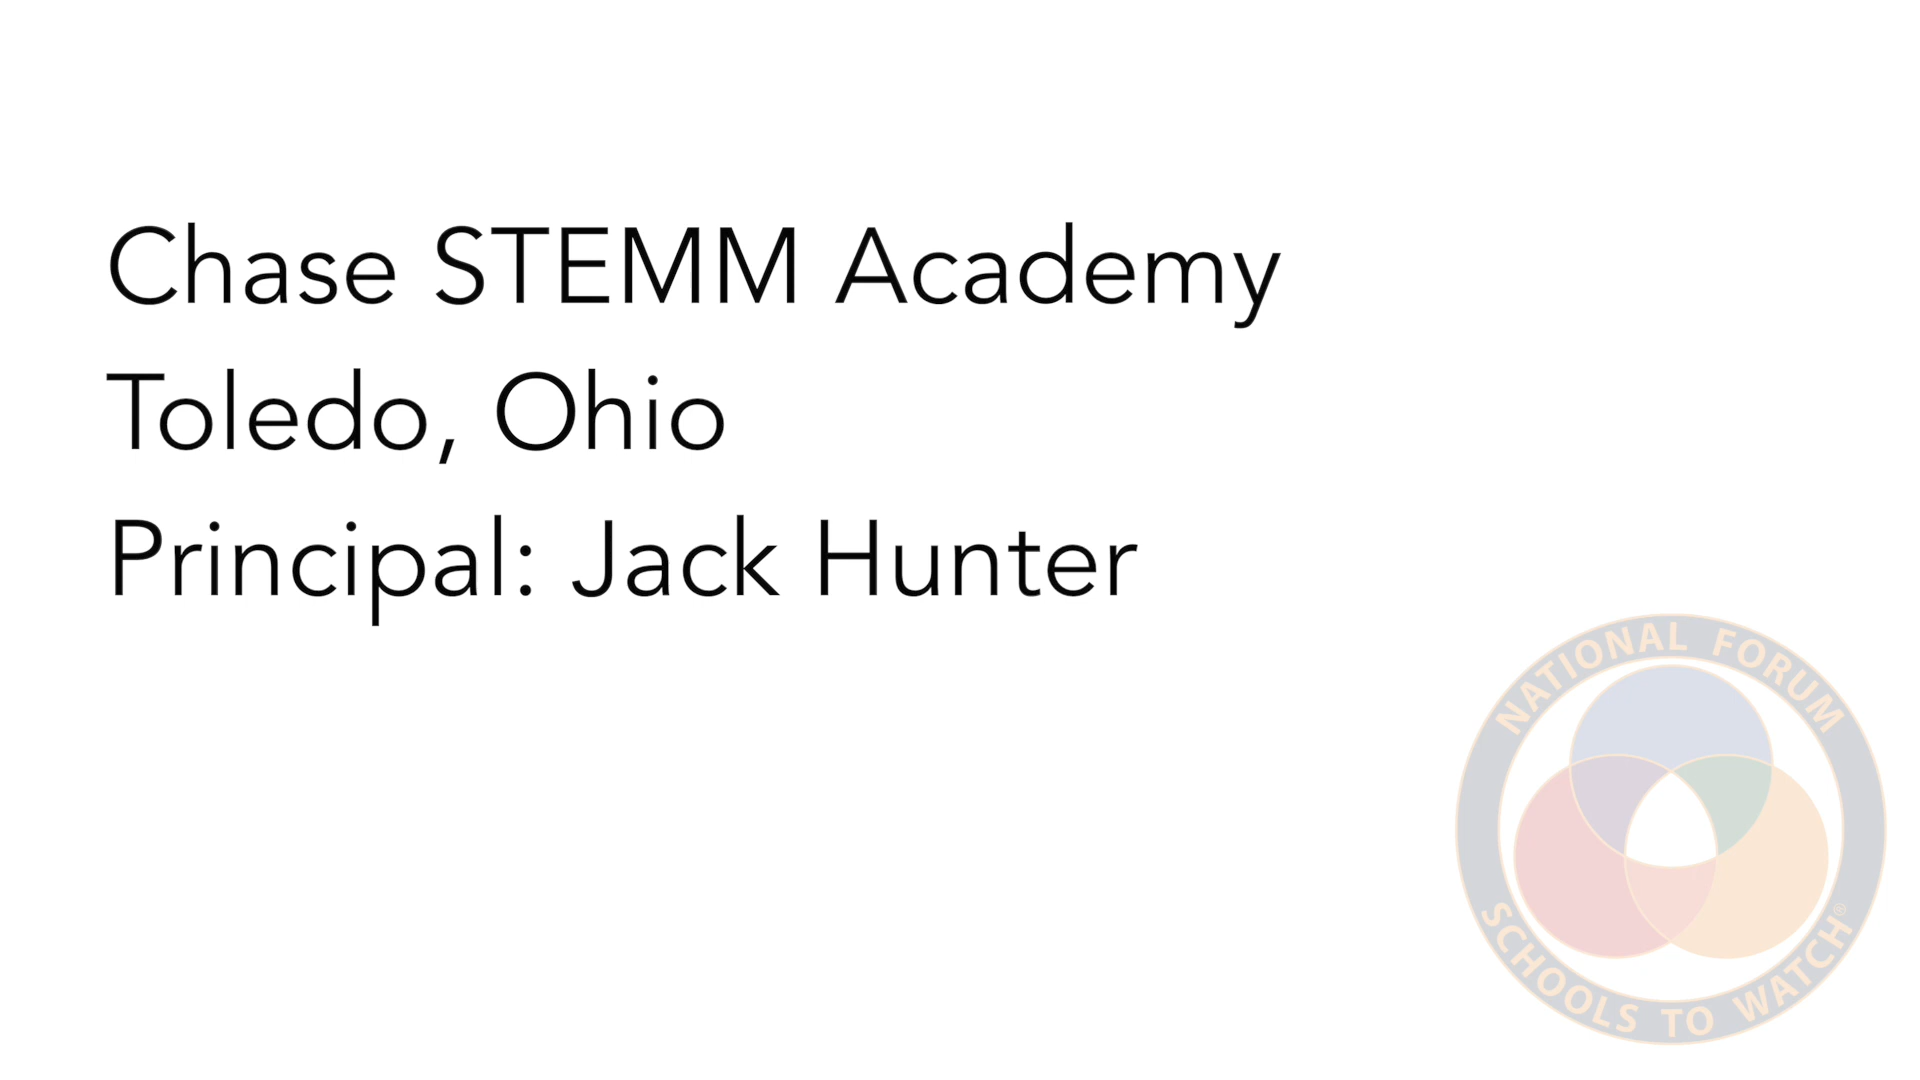 Chase STEMM Academy
Toledo, Ohio
Principal: Jack Hunter
NATIONAL FORUM
SCHOOLS TO WATCH®